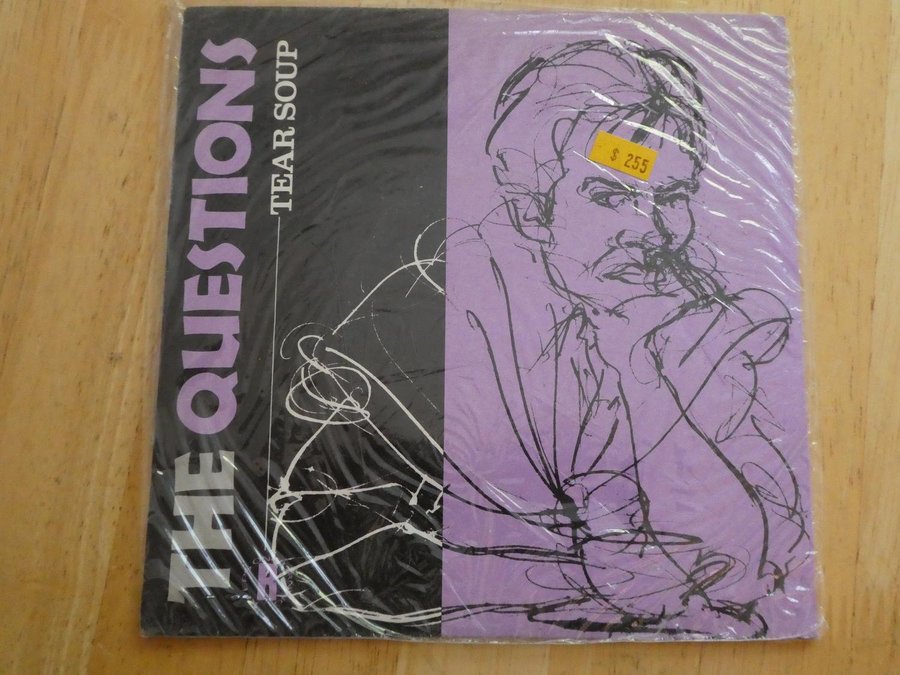 THE QUESTIONS
TEAR SOUP
$ 255
R